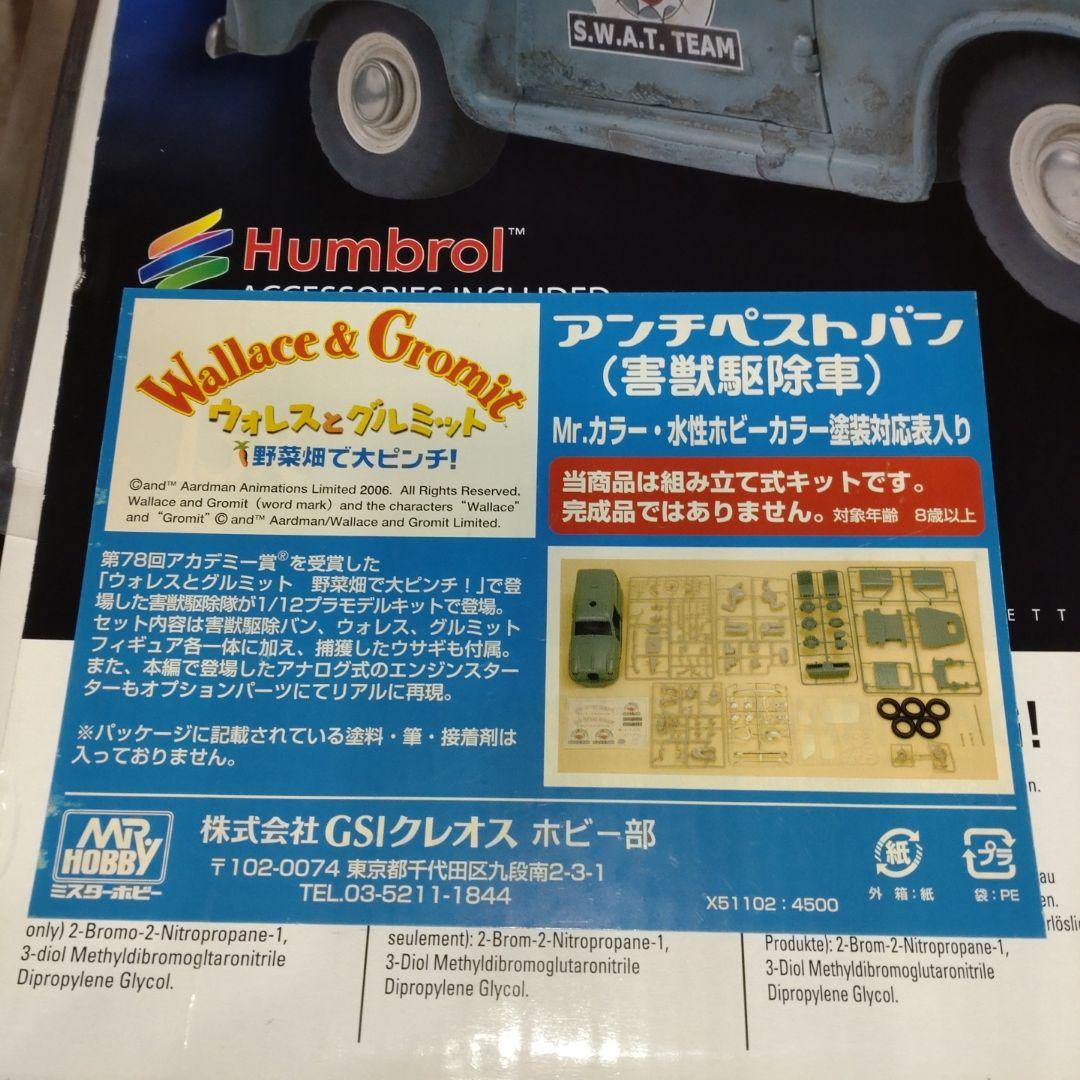 S.W.A.T. TEAM
Humbrol™
ACCESSORIES INCLUDED
Wallace & Gromit
ウォレスとグルミット
野菜畑で大ピンチ!
©and™ Aardman Animations Limited 2006. All Rights Reserved.
Wallace and Gromit (word mark) and the characters “Wallace”
and “Gromit” © and™ Aardman/Wallace and Gromit Limited.
アンチペストバン
（害獣駆除車）
Mr.カラー・水性ホビーカラー塗装対応表入り
当商品は組み立て式キットです。
完成品ではありません。対象年齢 8歳以上
第78回アカデミー賞®を受賞した
「ウォレスとグルミット 野菜畑で大ピンチ！」で登
場した害獣駆除隊が1/12プラモデルキットで登場。
セット内容は害獣駆除バン、ウォレス、グルミット
フィギュア各一体に加え、捕獲したウサギも付属。
また、本編で登場したアナログ式のエンジンスター
ターもオプションパーツにてリアルに再現。
※パッケージに記載されている塗料・筆・接着剤は
入っておりません。
MR HOBBY
ミスターホビー
株式会社 GSIクレオス ホビー部
〒102-0074 東京都千代田区九段南2-3-1
TEL.03-5211-1844
X51102：4500
紙
外箱：紙
プラ
袋：PE
only) 2-Bromo-2-Nitropropane-1,
3-diol Methyldibromogltaronitrile
Dipropylene Glycol.
seulement): 2-Brom-2-Nitropropane-1,
3-Diol Methyldibromoglutaronitrile
Dipropylene Glycol.
Produkte): 2-Brom-2-Nitropropane-1,
3-Diol Methyldibromoglutaronitrile
Dipropylene Glycol.